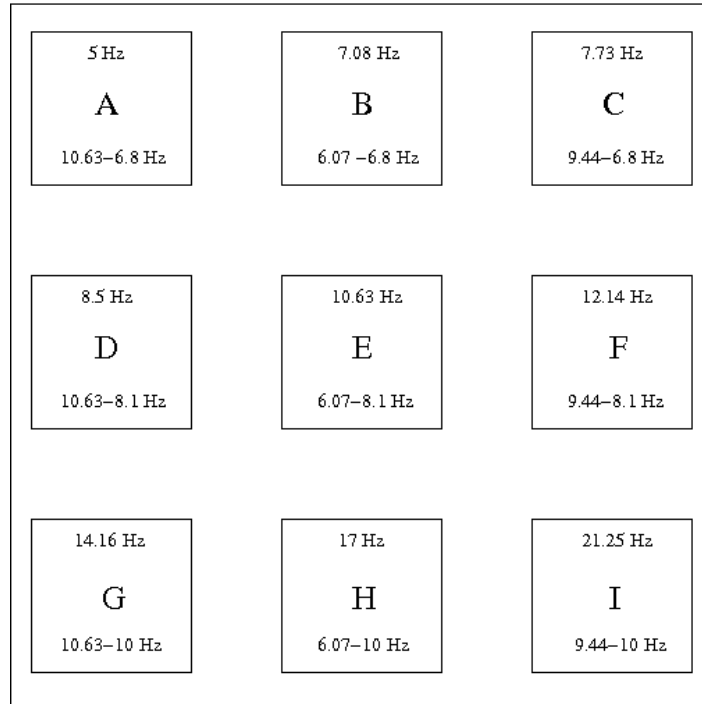 5 Hz
A
10.63–6.8 Hz
7.08 Hz
B
6.07 –6.8 Hz
7.73 Hz
C
9.44–6.8 Hz
8.5 Hz
D
10.63–8.1 Hz
10.63 Hz
E
6.07–8.1 Hz
12.14 Hz
F
9.44–8.1 Hz
14.16 Hz
G
10.63–10 Hz
17 Hz
H
6.07–10 Hz
21.25 Hz
I
9.44–10 Hz